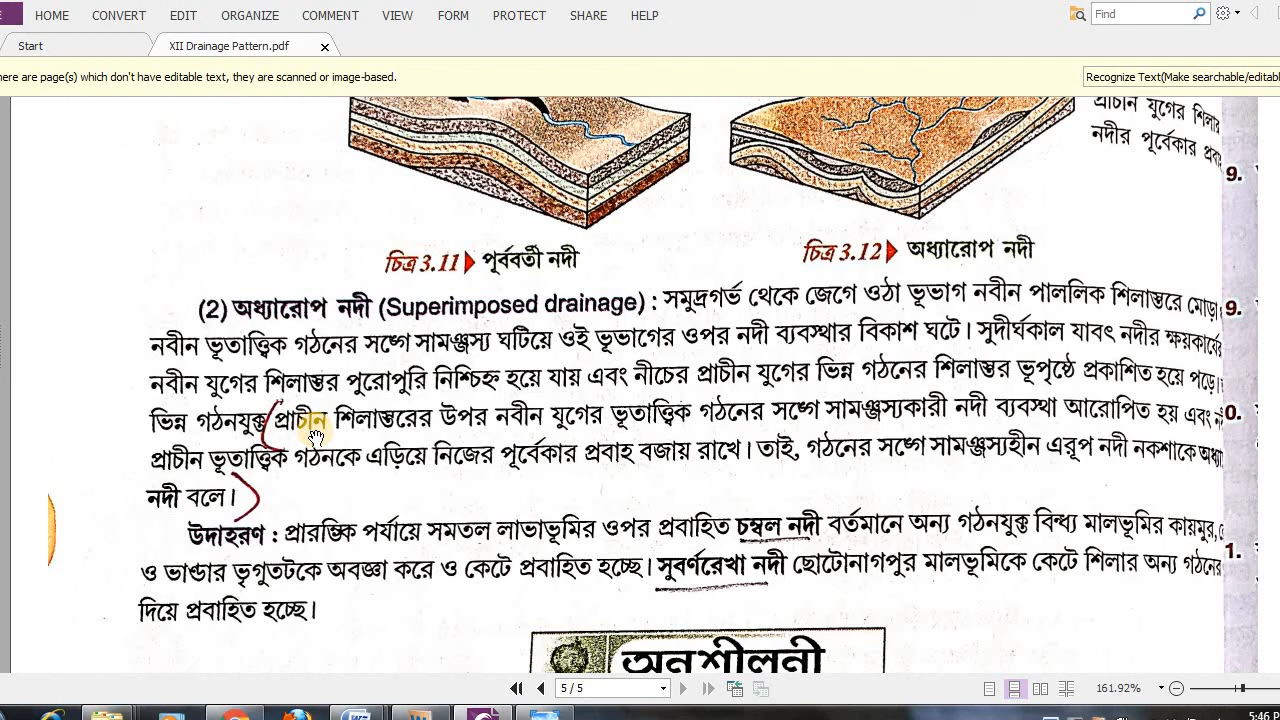 HOME CONVERT EDIT ORGANIZE COMMENT VIEW FORM PROTECT SHARE HELP
Find
Start XII Drainage Pattern.pdf
here are page(s) which don't have editable text, they are scanned or image-based.
Recognize Text(Make searchable/editable
প্রাচীন যুগের শিলার
নদীর পূর্বেকার প্রবা
9.
চিত্র 3.11 পূর্ববর্তী নদী
চিত্র 3.12 অধ্যারোপ নদী
(2) অধ্যারোপ নদী (Superimposed drainage) : সমুদ্রগর্ভ থেকে জেগে ওঠা ভূভাগ নবীন পাললিক শিলাস্তরে মোড়া 9.
নবীন ভূতাত্ত্বিক গঠনের সঙ্গে সামঞ্জস্য ঘটিয়ে ওই ভূভাগের ওপর নদী ব্যবস্থার বিকাশ ঘটে। সুদীর্ঘকাল যাবৎ নদীর ক্ষয়কার্যের
নবীন যুগের শিলাস্তর পুরোপুরি নিশ্চিহ্ন হয়ে যায় এবং নীচের প্রাচীন যুগের ভিন্ন গঠনের শিলাস্তর ভূপৃষ্ঠে প্রকাশিত হয়ে পড়ে।
ভিন্ন গঠনযুক্ত প্রাচীন শিলাস্তরের উপর নবীন যুগের ভূতাত্ত্বিক গঠনের সঙ্গে সামঞ্জস্যকারী নদী ব্যবস্থা আরোপিত হয় এবং 0.
প্রাচীন ভূতাত্ত্বিক গঠনকে এড়িয়ে নিজের পূর্বেকার প্রবাহ বজায় রাখে। তাই, গঠনের সঙ্গে সামঞ্জস্যহীন এরূপ নদী নকশাকে অধ্যা
নদী বলে।
উদাহরণ : প্রারম্ভিক পর্যায়ে সমতল লাভাভূমির ওপর প্রবাহিত চম্বল নদী বর্তমানে অন্য গঠনযুক্ত বিন্ধ্য মালভূমির কায়মুর,
1.
ও ভাণ্ডার ভৃগুতটকে অবজ্ঞা করে ও কেটে প্রবাহিত হচ্ছে। সুবর্ণরেখা নদী ছোটোনাগপুর মালভূমিকে কেটে শিলার অন্য গঠনের
দিয়ে প্রবাহিত হচ্ছে।
অনুশীলনী
5 / 5 161.92%
5:46 PM